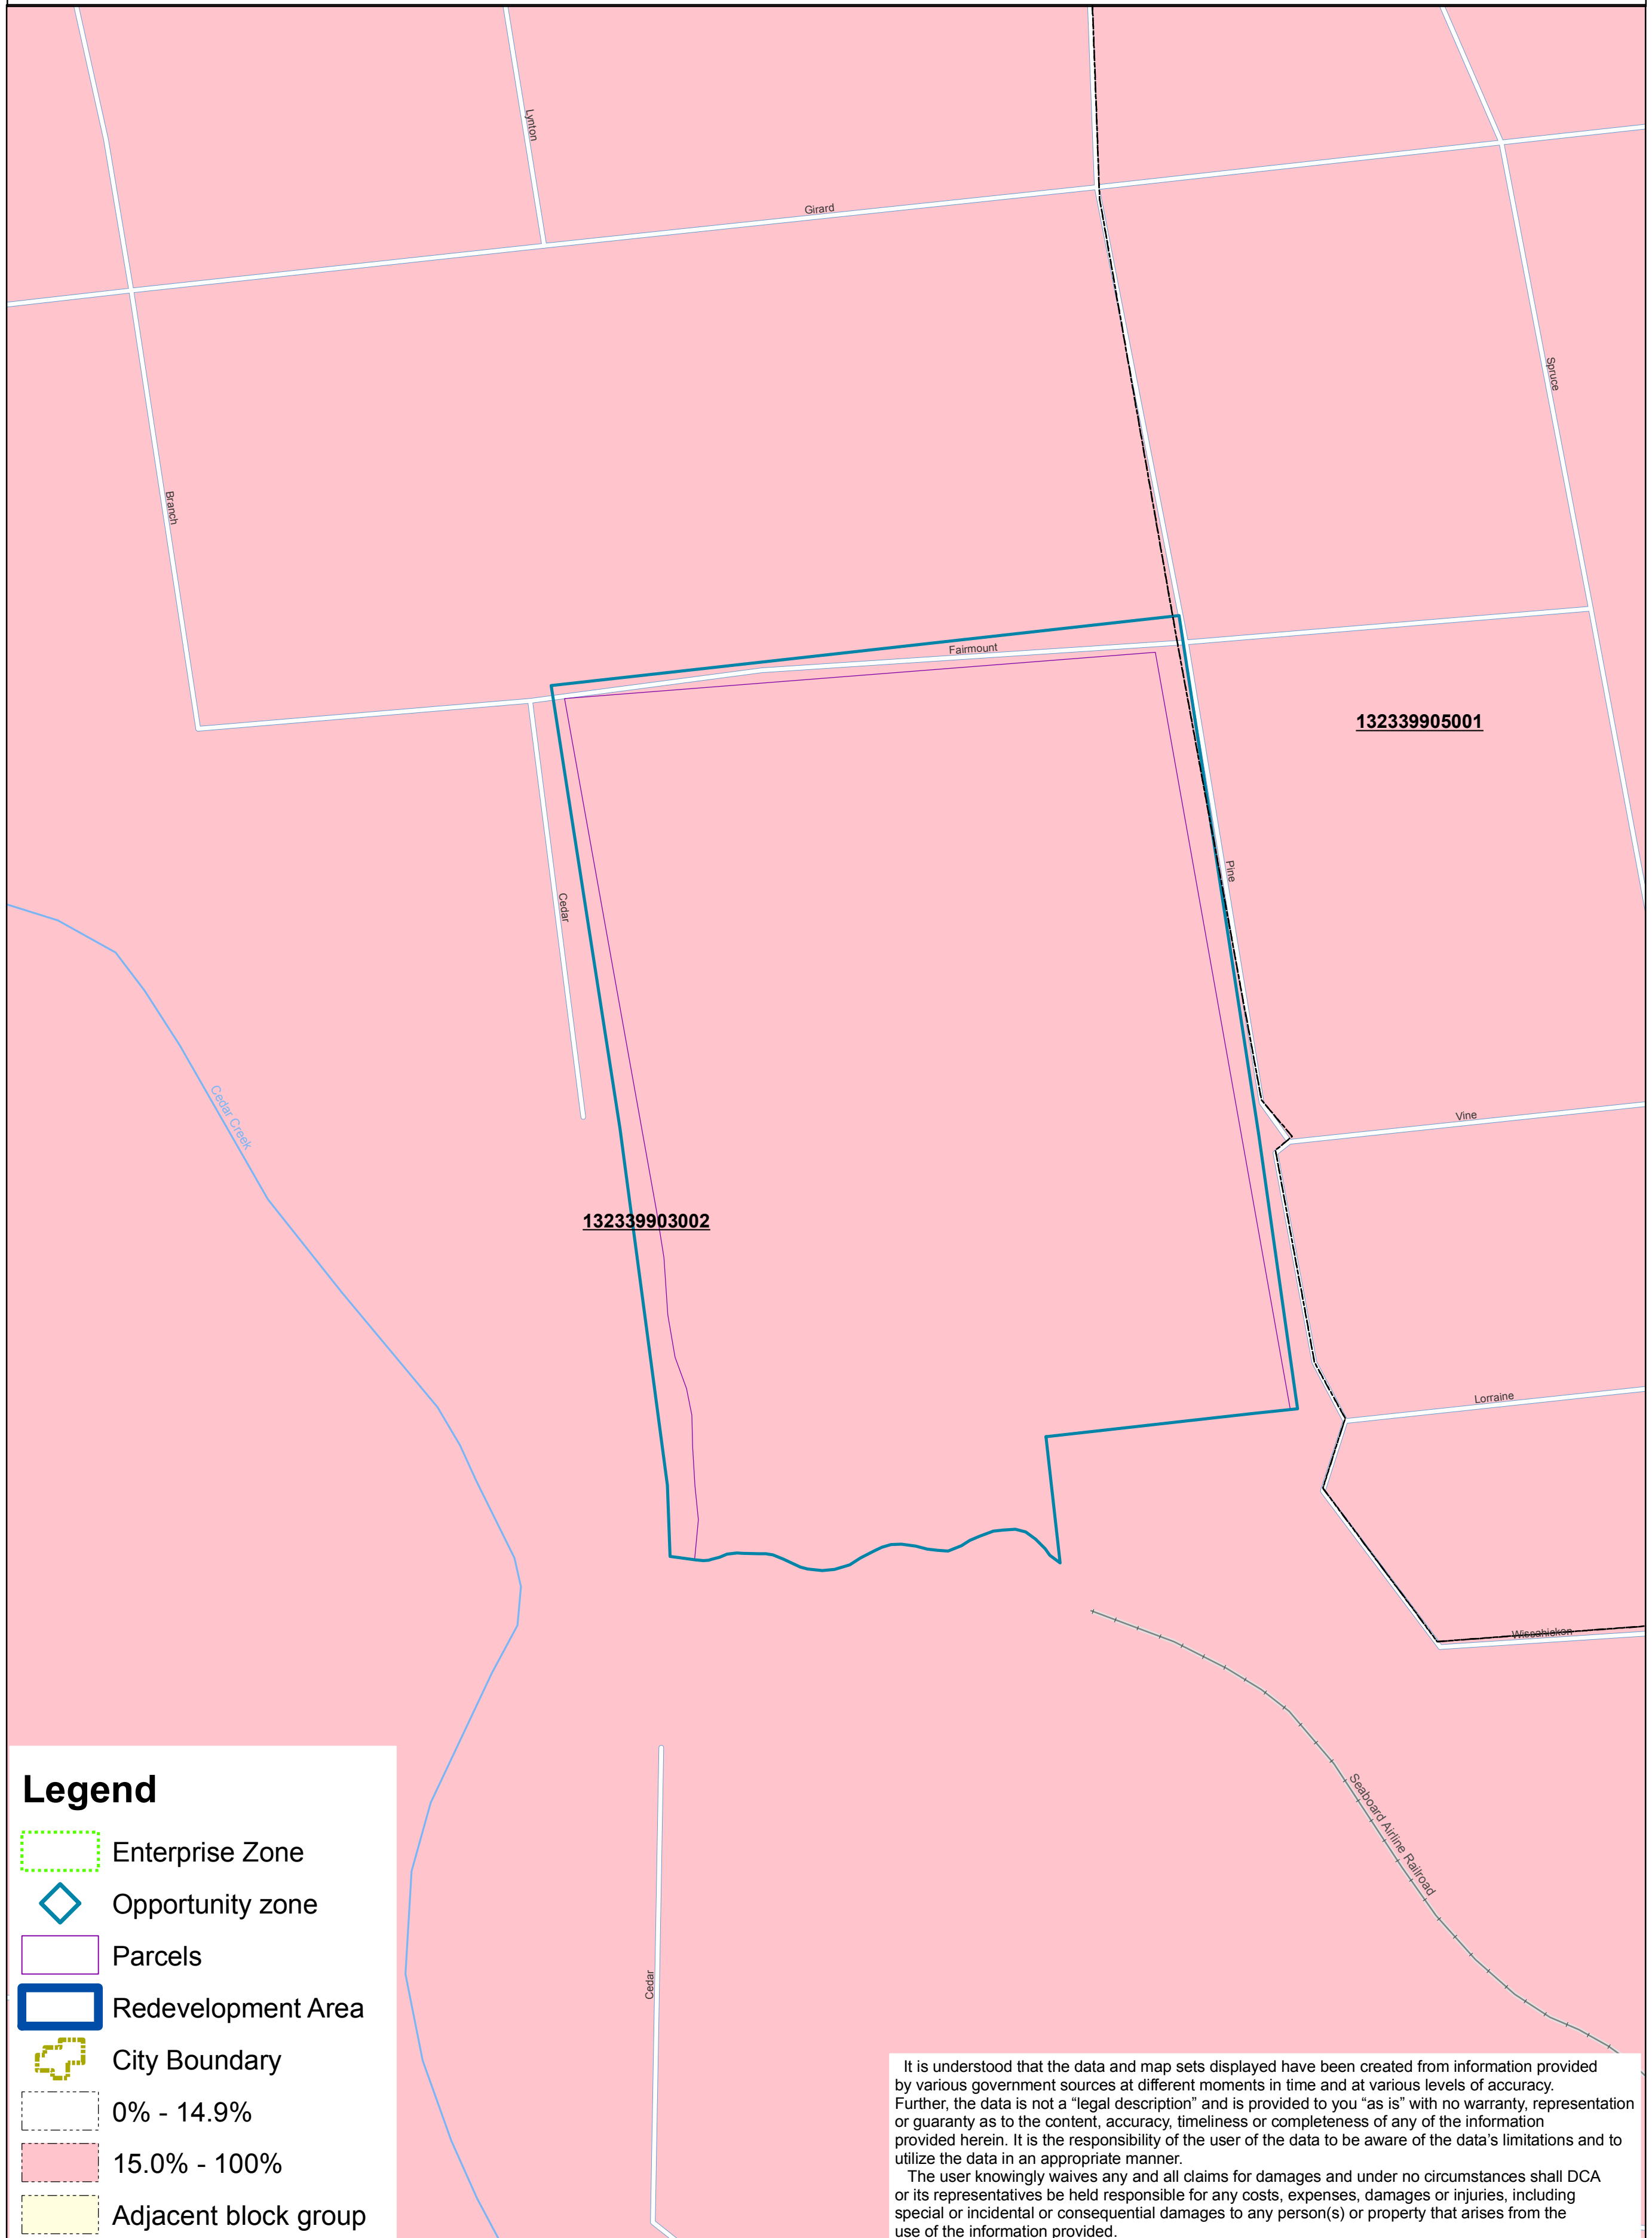 Lynton
Girard
Spruce
Branch
Fairmount
132339905001
Pine
Cedar
Cedar Creek
Vine
132339903002
Lorraine
Wissahickon
Seaboard Airline Railroad
Cedar
Legend
Enterprise Zone
Opportunity zone
Parcels
Redevelopment Area
City Boundary
0% - 14.9%
15.0% - 100%
Adjacent block group
It is understood that the data and map sets displayed have been created from information provided
by various government sources at different moments in time and at various levels of accuracy.
Further, the data is not a “legal description” and is provided to you “as is” with no warranty, representation
or guaranty as to the content, accuracy, timeliness or completeness of any of the information
provided herein. It is the responsibility of the user of the data to be aware of the data’s limitations and to
utilize the data in an appropriate manner.
The user knowingly waives any and all claims for damages and under no circumstances shall DCA
or its representatives be held responsible for any costs, expenses, damages or injuries, including
special or incidental or consequential damages to any person(s) or property that arises from the
use of the information provided.